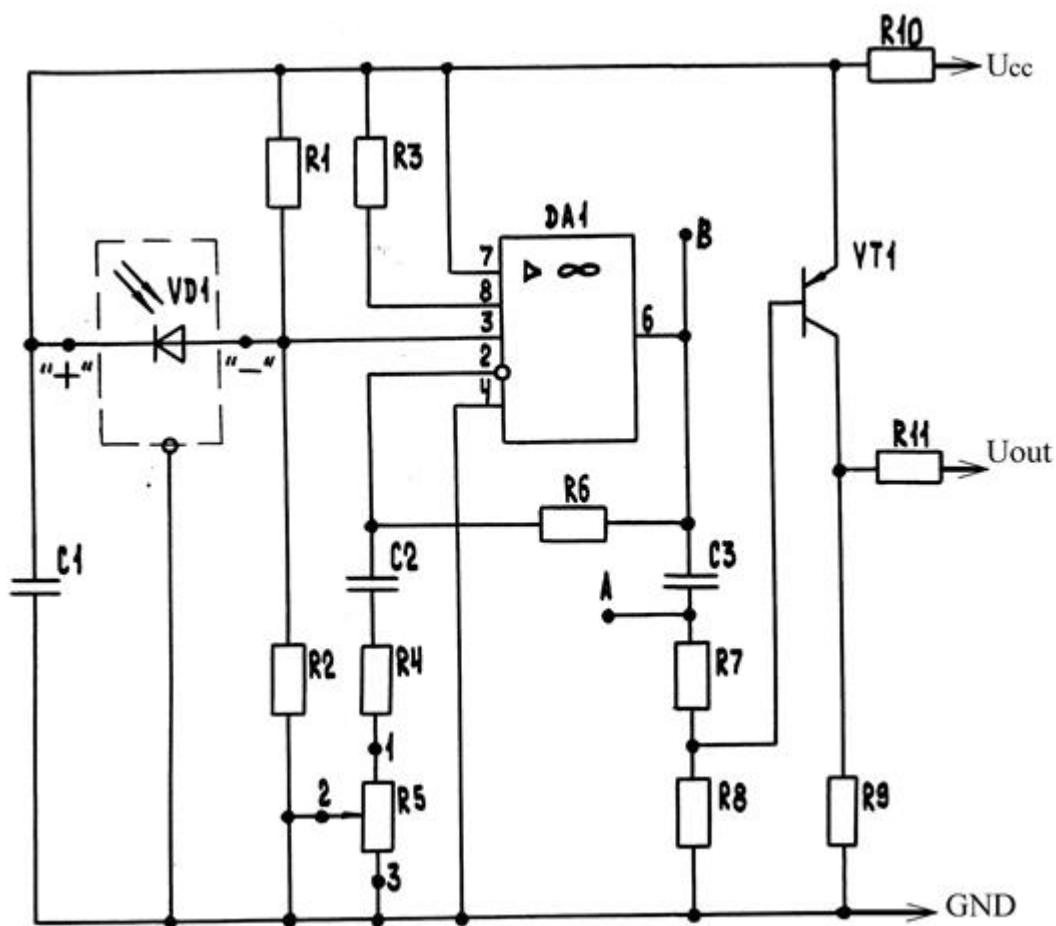 R10
Ucc
R1
R3
DA1
B
VT1
7
▷ ∞
8
VD1
3
6
"+"
"-"
2
4
R11
Uout
R6
C1
C2
C3
A
R2
R4
R7
1
2
R5
R8
R9
3
GND